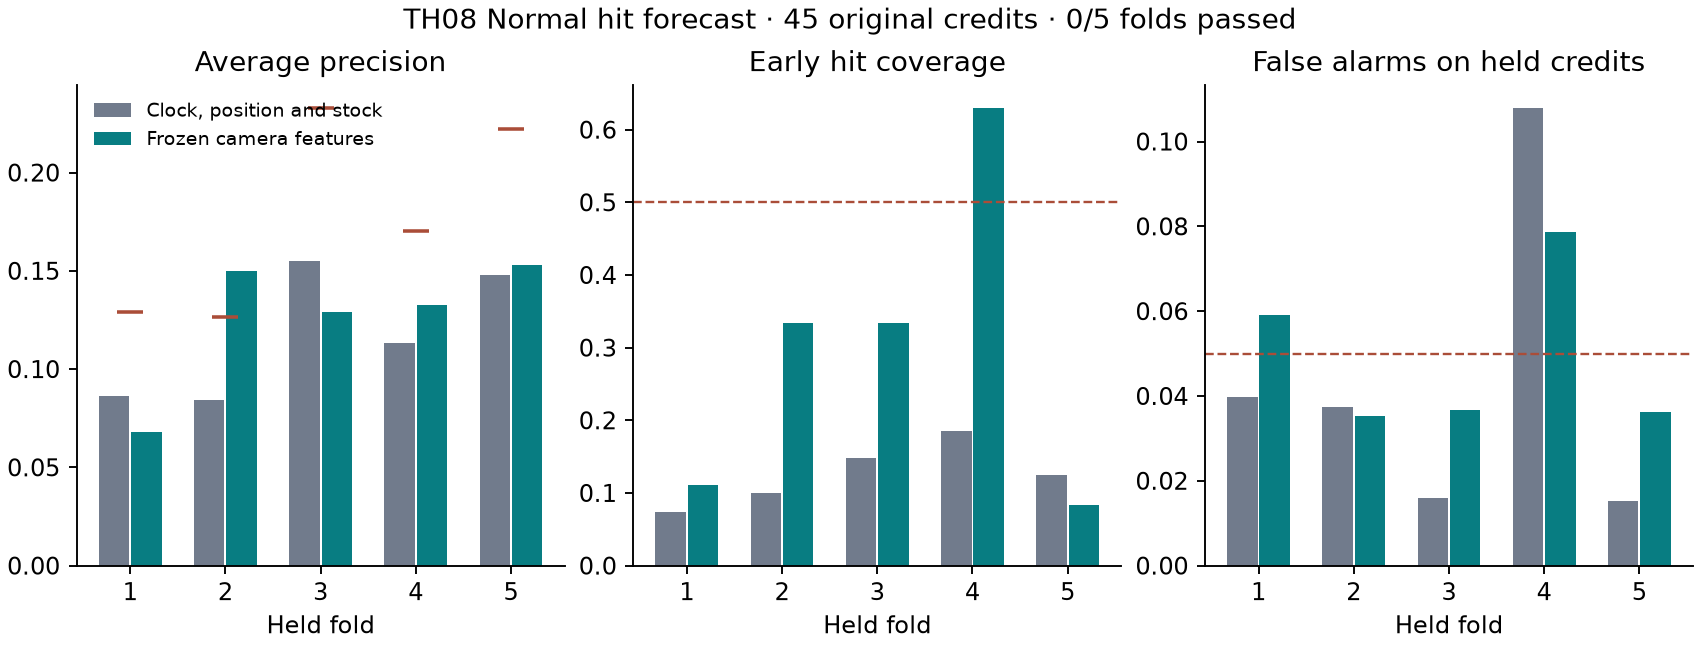 TH08 Normal hit forecast · 45 original credits · 0/5 folds passed
Average precision
Clock, position and stock
Frozen camera features
0.20
0.15
0.10
0.05
0.00
1 2 3 4 5
Held fold
Early hit coverage
0.6
0.5
0.4
0.3
0.2
0.1
0.0
1 2 3 4 5
Held fold
False alarms on held credits
0.10
0.08
0.06
0.04
0.02
0.00
1 2 3 4 5
Held fold